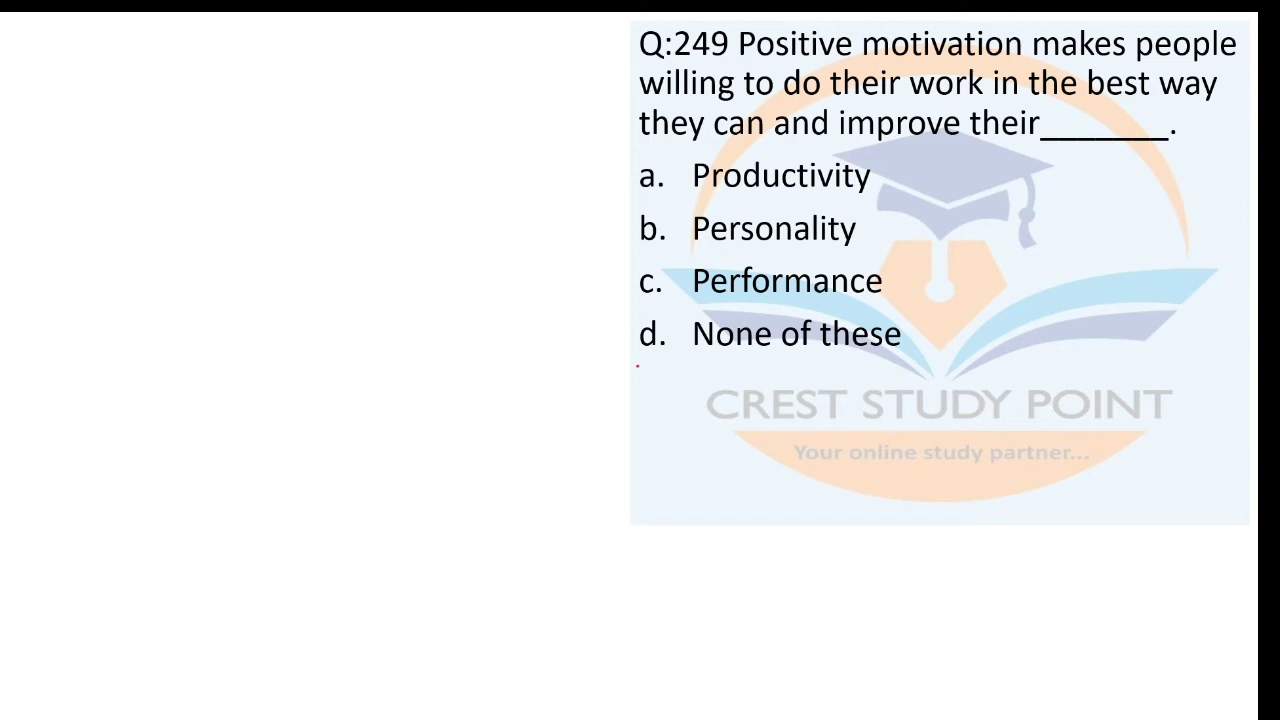 Q:249 Positive motivation makes people
willing to do their work in the best way
they can and improve their_______.
a. Productivity
b. Personality
c. Performance
d. None of these
CREST STUDY POINT
Your online study partner...